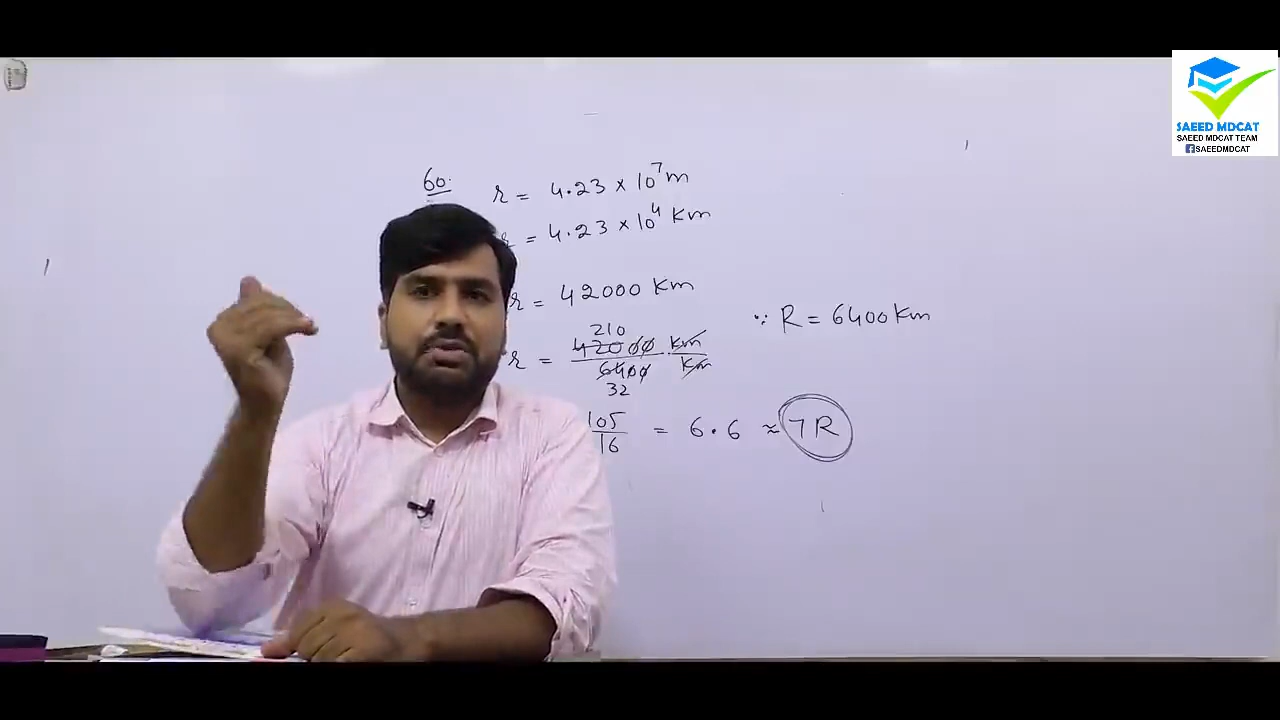 60:
r = 4.23 × 10⁷ m
r = 4.23 × 10⁴ Km
r = 42000 Km
∵ R = 6400 Km
210
r = 42000/6400 · Km/Km
32
105/16 = 6.6 ≈ 7R
SAEED MDCAT
SAEED MDCAT TEAM
SAEEDMDCAT